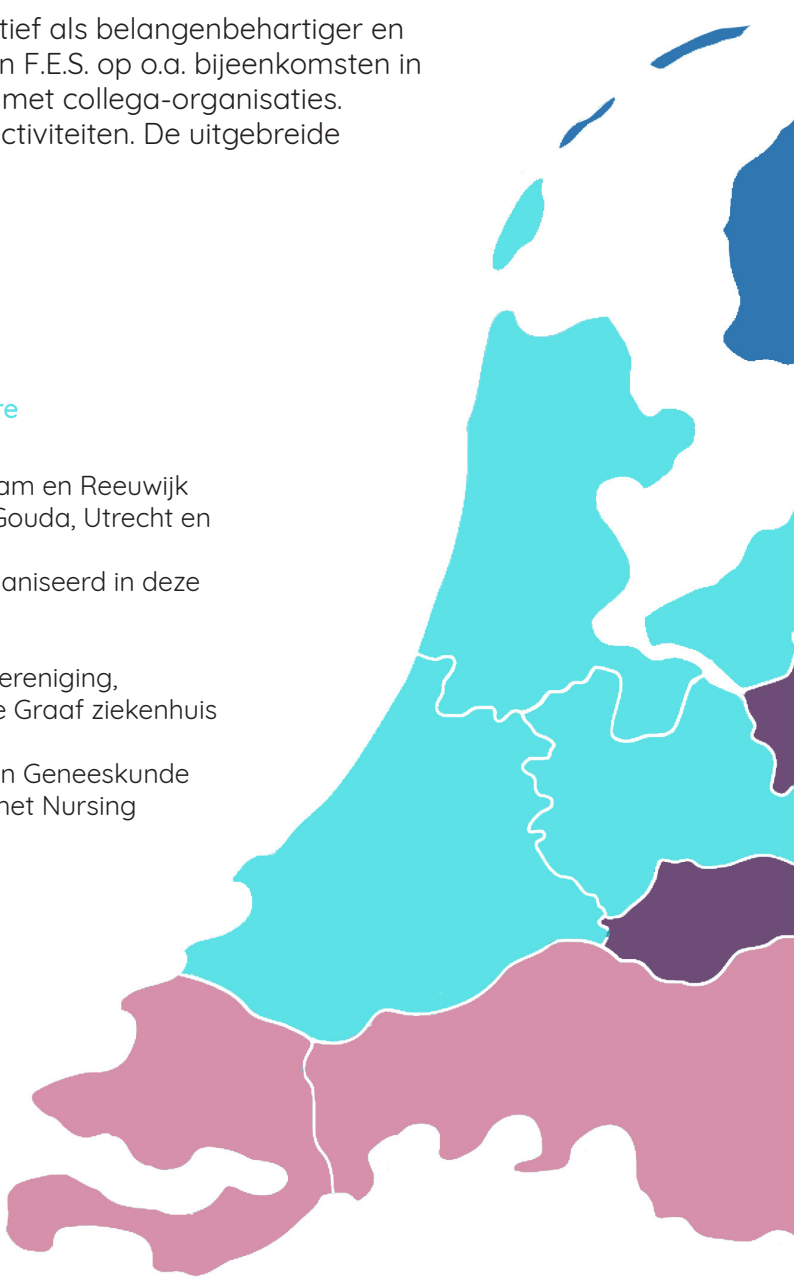 tief als belangenbehartiger en
n F.E.S. op o.a. bijeenkomsten in
met collega-organisaties.
ctiviteiten. De uitgebreide
re
am en Reeuwijk
Gouda, Utrecht en
aniseerd in deze
ereniging,
e Graaf ziekenhuis
n Geneeskunde
net Nursing